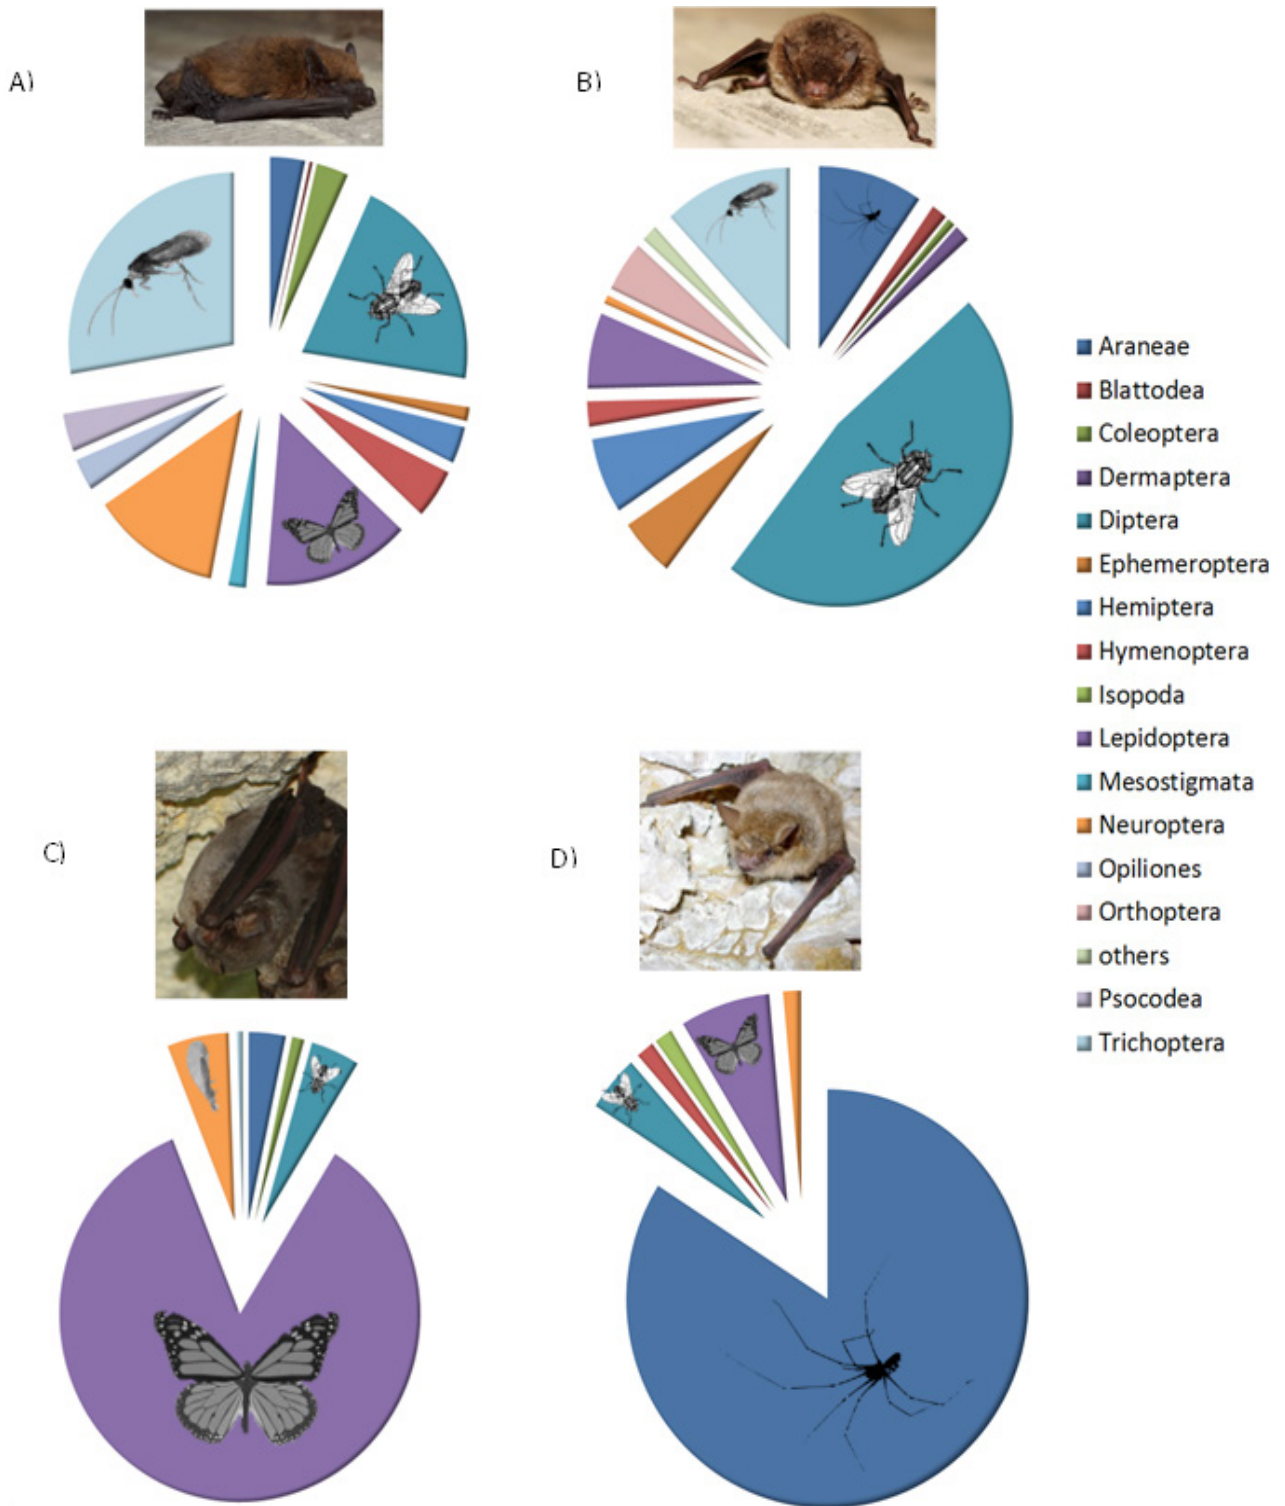 A)
B)
C)
D)
Araneae
Blattodea
Coleoptera
Dermaptera
Diptera
Ephemeroptera
Hemiptera
Hymenoptera
Isopoda
Lepidoptera
Mesostigmata
Neuroptera
Opiliones
Orthoptera
others
Psocodea
Trichoptera